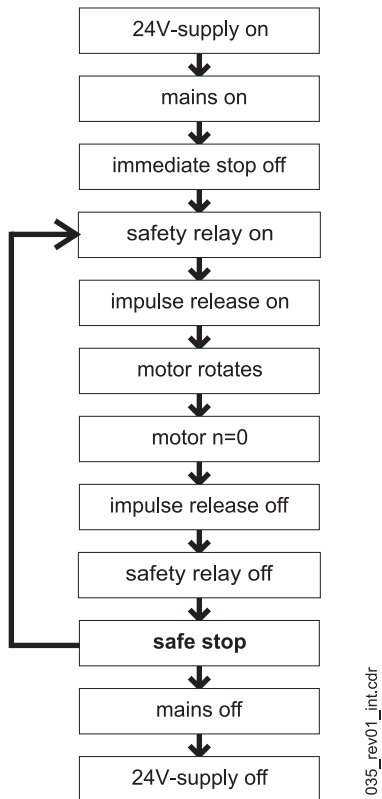 24V-supply on
mains on
immediate stop off
safety relay on
impulse release on
motor rotates
motor n=0
impulse release off
safety relay off
safe stop
mains off
24V-supply off
035_rev01_int.cdr